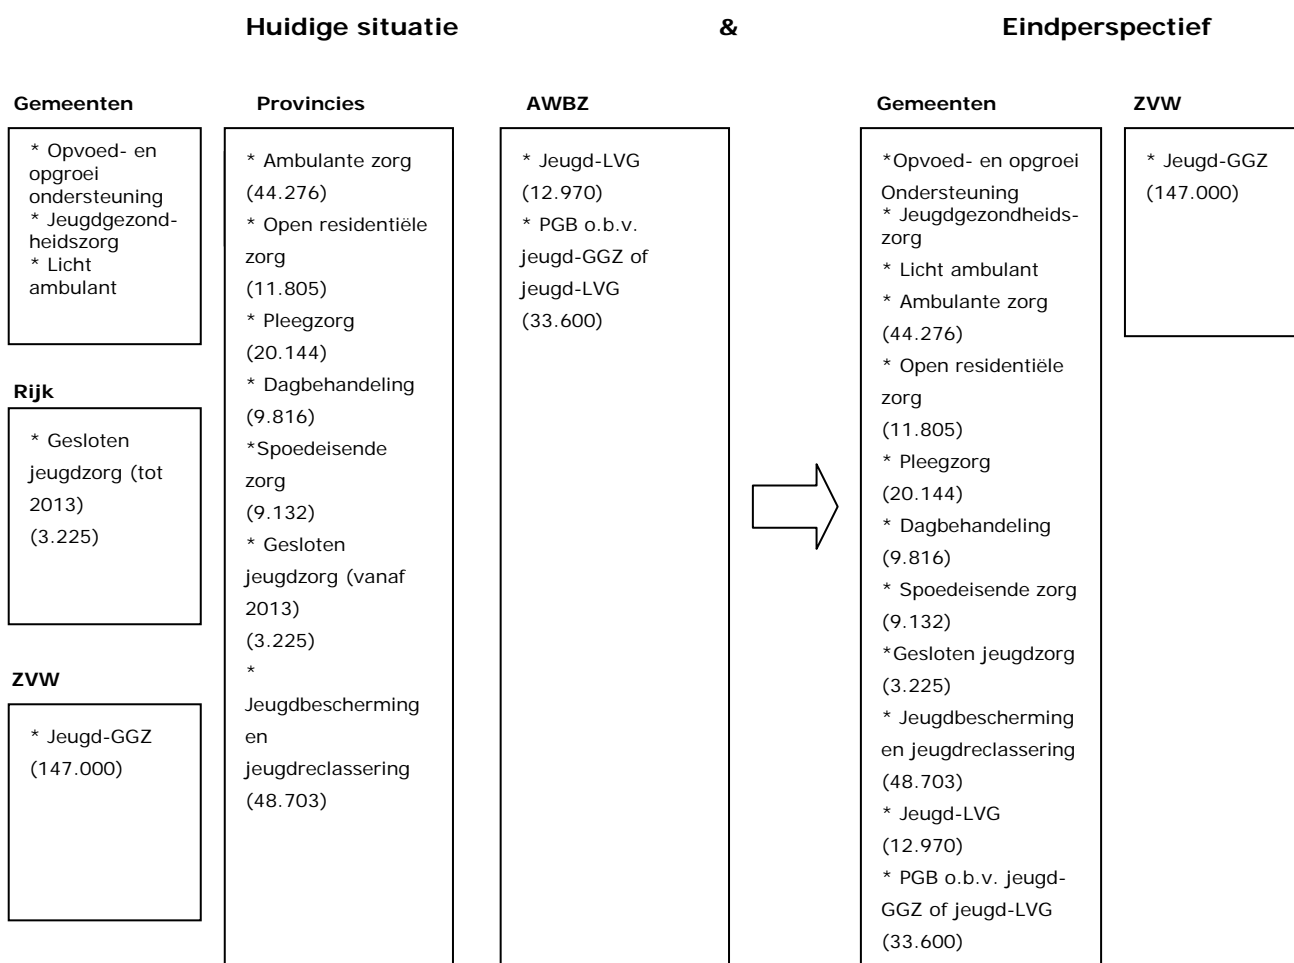 Huidige situatie & Eindperspectief
Gemeenten
* Opvoed- en
opgroei
ondersteuning
* Jeugdgezond-
heidszorg
* Licht
ambulant
Rijk
* Gesloten
jeugdzorg (tot
2013)
(3.225)
ZVW
* Jeugd-GGZ
(147.000)
Provincies
* Ambulante zorg
(44.276)
* Open residentiële
zorg
(11.805)
* Pleegzorg
(20.144)
* Dagbehandeling
(9.816)
*Spoedeisende
zorg
(9.132)
* Gesloten
jeugdzorg (vanaf
2013)
(3.225)
*
Jeugdbescherming
en
jeugdreclassering
(48.703)
AWBZ
* Jeugd-LVG
(12.970)
* PGB o.b.v.
jeugd-GGZ of
jeugd-LVG
(33.600)
Gemeenten
*Opvoed- en opgroei
Ondersteuning
* Jeugdgezondheids-
zorg
* Licht ambulant
* Ambulante zorg
(44.276)
* Open residentiële
zorg
(11.805)
* Pleegzorg
(20.144)
* Dagbehandeling
(9.816)
* Spoedeisende zorg
(9.132)
*Gesloten jeugdzorg
(3.225)
* Jeugdbescherming
en jeugdreclassering
(48.703)
* Jeugd-LVG
(12.970)
* PGB o.b.v. jeugd-
GGZ of jeugd-LVG
(33.600)
ZVW
* Jeugd-GGZ
(147.000)